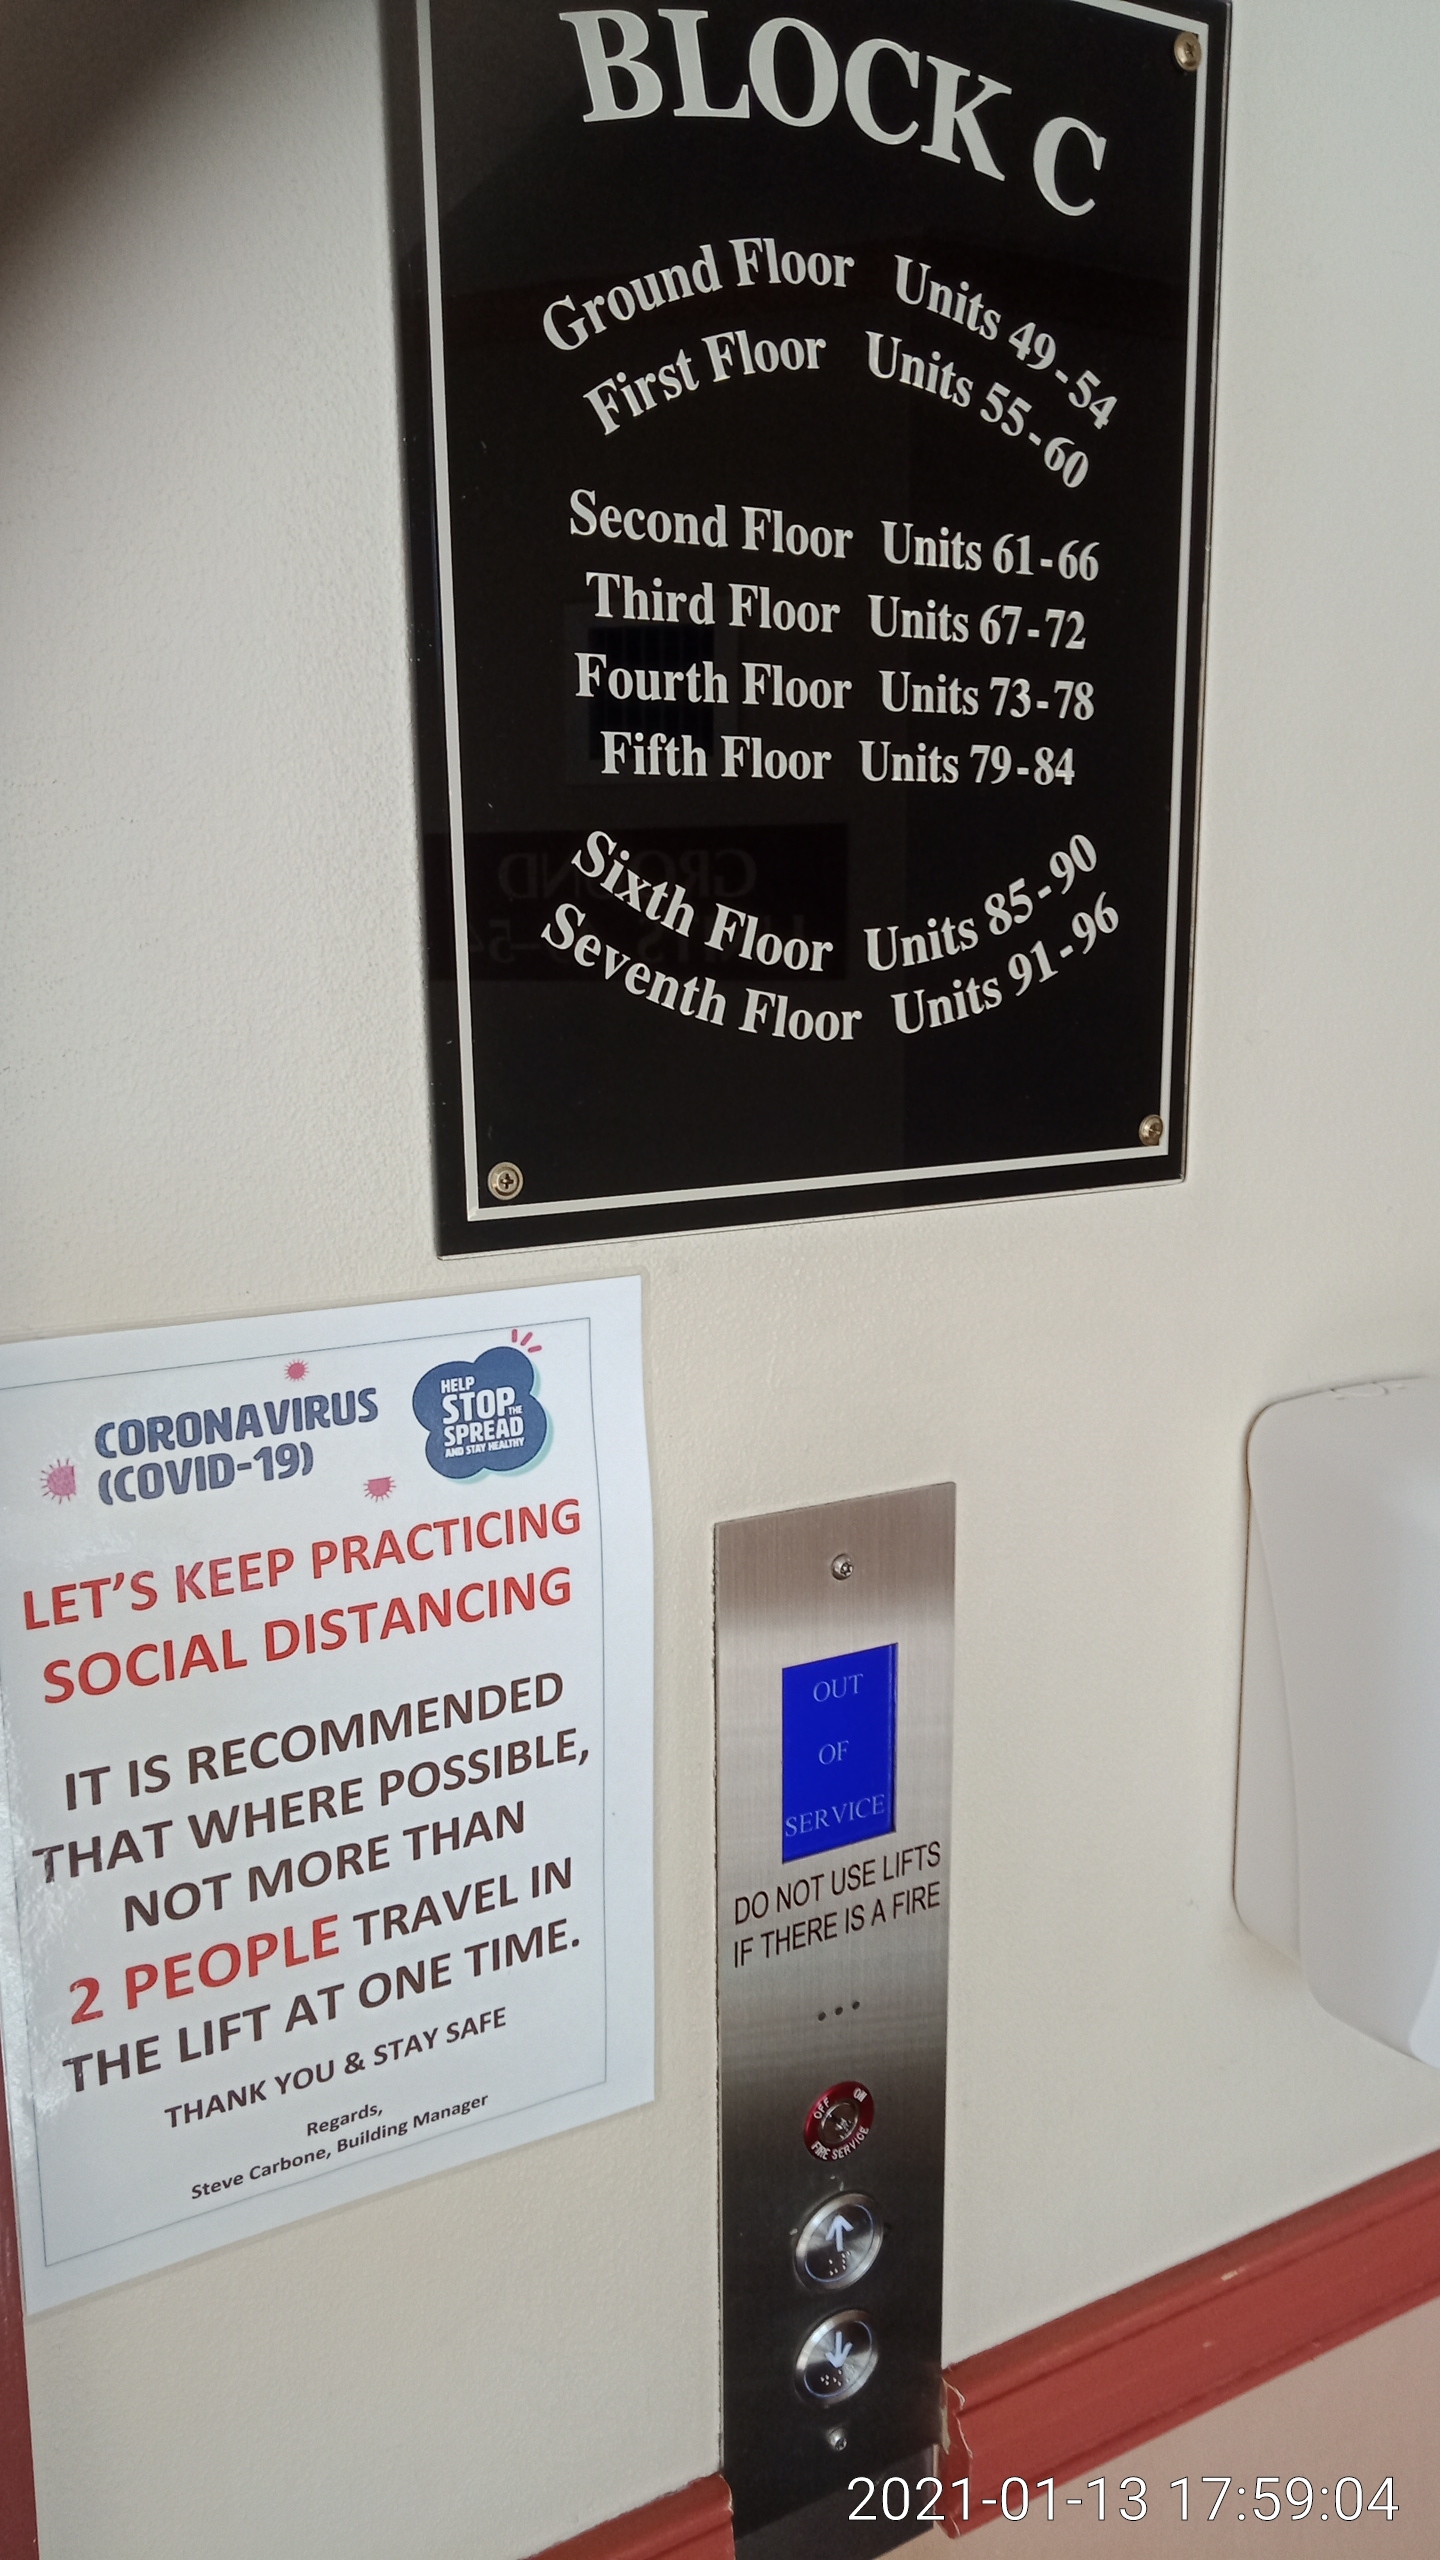 BLOCK C
Ground Floor Units 49-54
First Floor Units 55-60
Second Floor Units 61-66
Third Floor Units 67-72
Fourth Floor Units 73-78
Fifth Floor Units 79-84
Sixth Floor Units 85-90
Seventh Floor Units 91-96
CORONAVIRUS
(COVID-19)
HELP
STOP THE
SPREAD
AND STAY HEALTHY
LET'S KEEP PRACTICING
SOCIAL DISTANCING
IT IS RECOMMENDED
THAT WHERE POSSIBLE,
NOT MORE THAN
2 PEOPLE TRAVEL IN
THE LIFT AT ONE TIME.
THANK YOU & STAY SAFE
Regards,
Steve Carbone, Building Manager
OUT
OF
SERVICE
DO NOT USE LIFTS
IF THERE IS A FIRE
OFF ON
FIRE SERVICE
2021-01-13 17:59:04